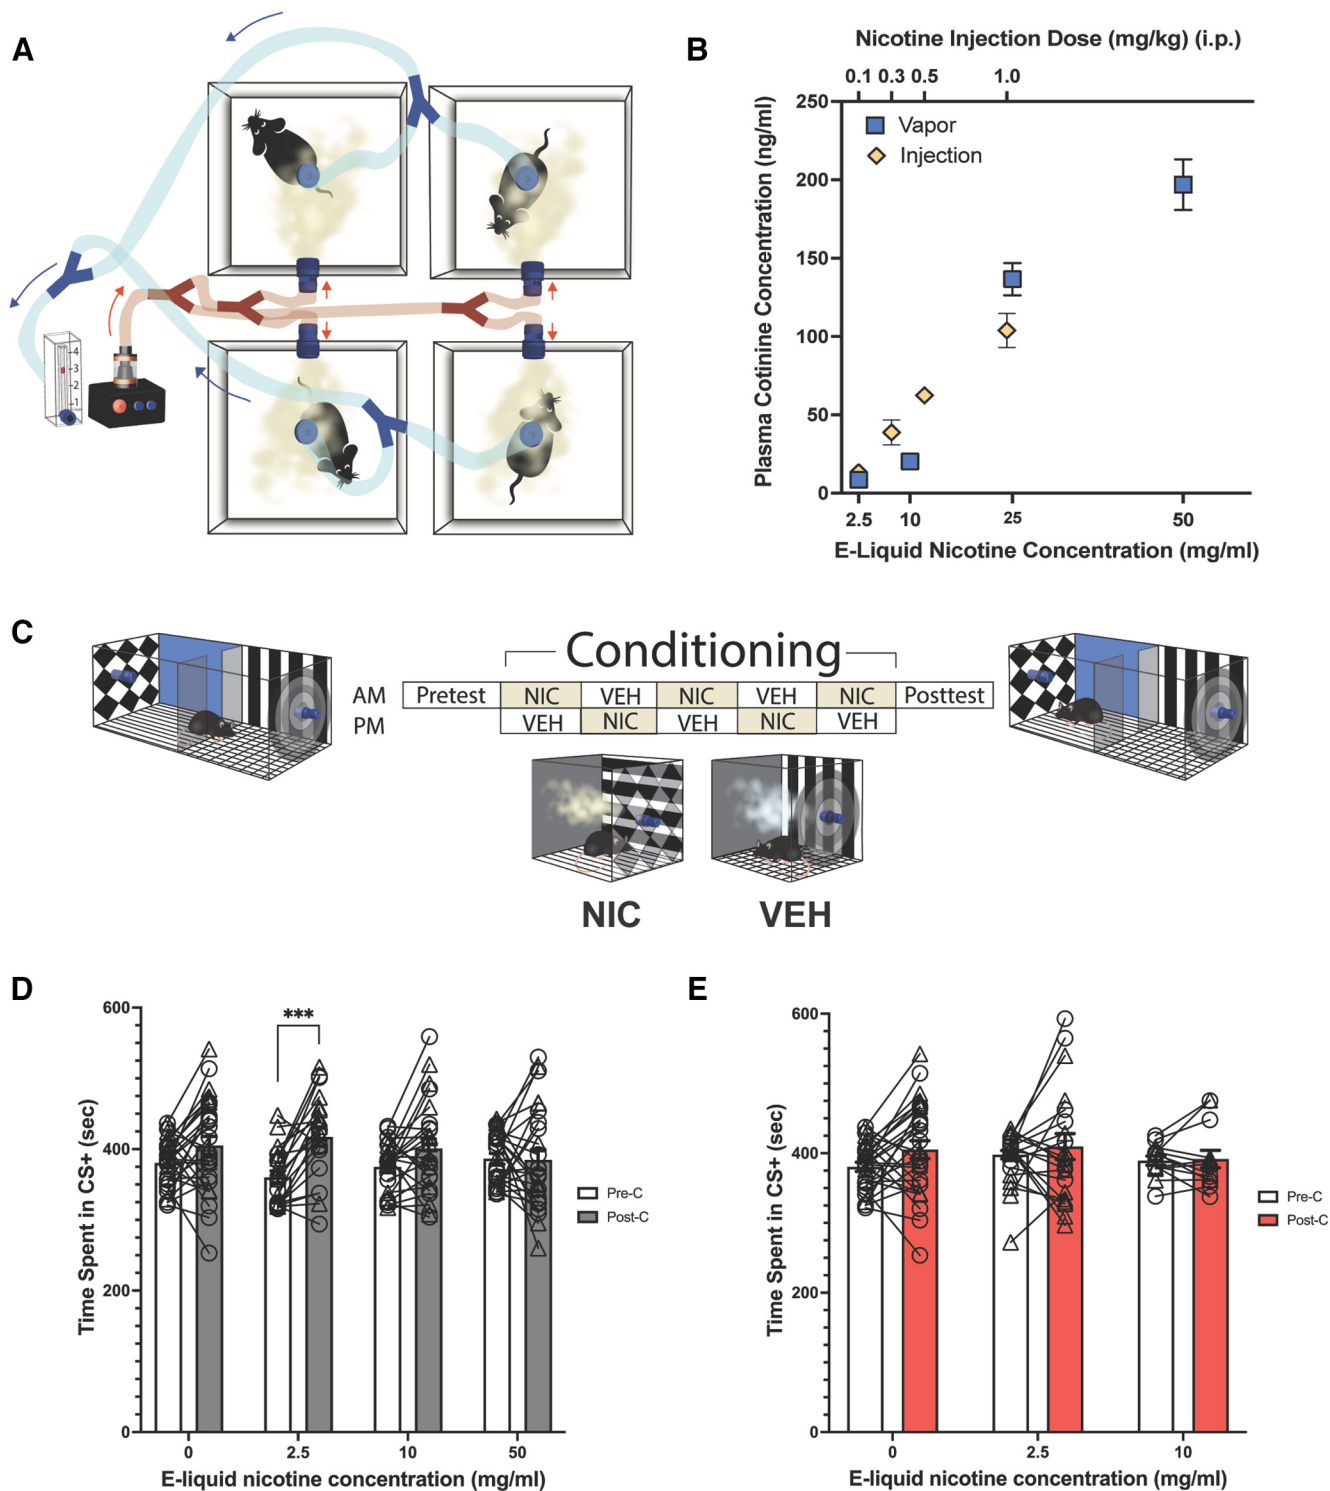 A
4
3
2
1
B
Nicotine Injection Dose (mg/kg) (i.p.)
0.1 0.3 0.5 1.0
Plasma Cotinine Concentration (ng/ml)
250
200
150
100
50
0
Vapor
Injection
2.5 10 25 50
E-Liquid Nicotine Concentration (mg/ml)
C
Conditioning
AM Pretest NIC VEH NIC VEH NIC Posttest
PM VEH NIC VEH NIC VEH
NIC VEH
D
***
Time Spent in CS+ (sec)
600
400
200
0
Pre-C
Post-C
0 2.5 10 50
E-liquid nicotine concentration (mg/ml)
E
Time Spent in CS+ (sec)
600
400
200
0
Pre-C
Post-C
0 2.5 10
E-liquid nicotine concentration (mg/ml)